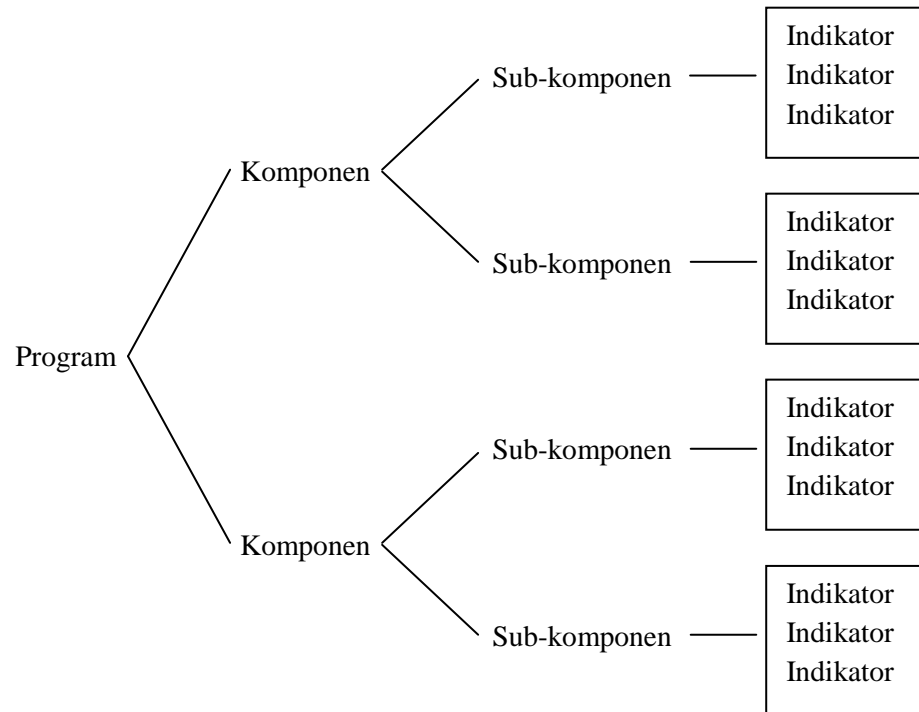 Program
Komponen
Sub-komponen
Indikator
Indikator
Indikator
Sub-komponen
Indikator
Indikator
Indikator
Komponen
Sub-komponen
Indikator
Indikator
Indikator
Sub-komponen
Indikator
Indikator
Indikator